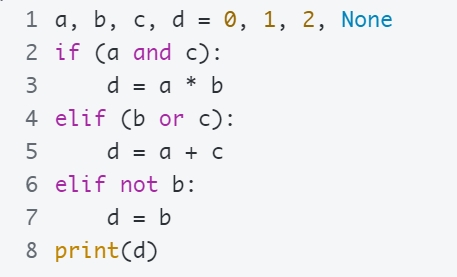 1 a, b, c, d = 0, 1, 2, None
2 if (a and c):
3     d = a * b
4 elif (b or c):
5     d = a + c
6 elif not b:
7     d = b
8 print(d)